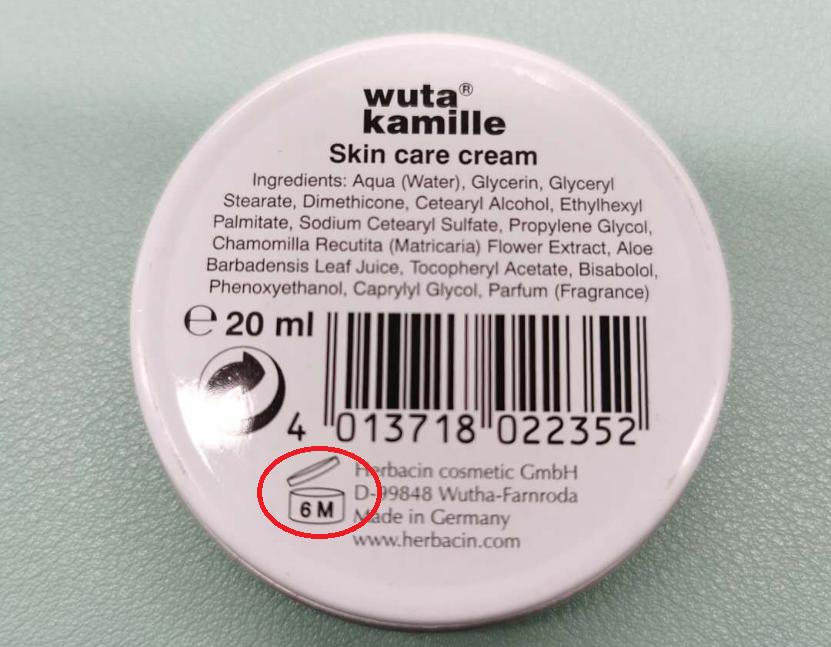 wuta®
kamille
Skin care cream
Ingredients: Aqua (Water), Glycerin, Glyceryl
Stearate, Dimethicone, Cetearyl Alcohol, Ethylhexyl
Palmitate, Sodium Cetearyl Sulfate, Propylene Glycol,
Chamomilla Recutita (Matricaria) Flower Extract, Aloe
Barbadensis Leaf Juice, Tocopheryl Acetate, Bisabolol,
Phenoxyethanol, Caprylyl Glycol, Parfum (Fragrance)
℮ 20 ml
4 013718 022352
Herbacin cosmetic GmbH
D-99848 Wutha-Farnroda
6 M
Made in Germany
www.herbacin.com